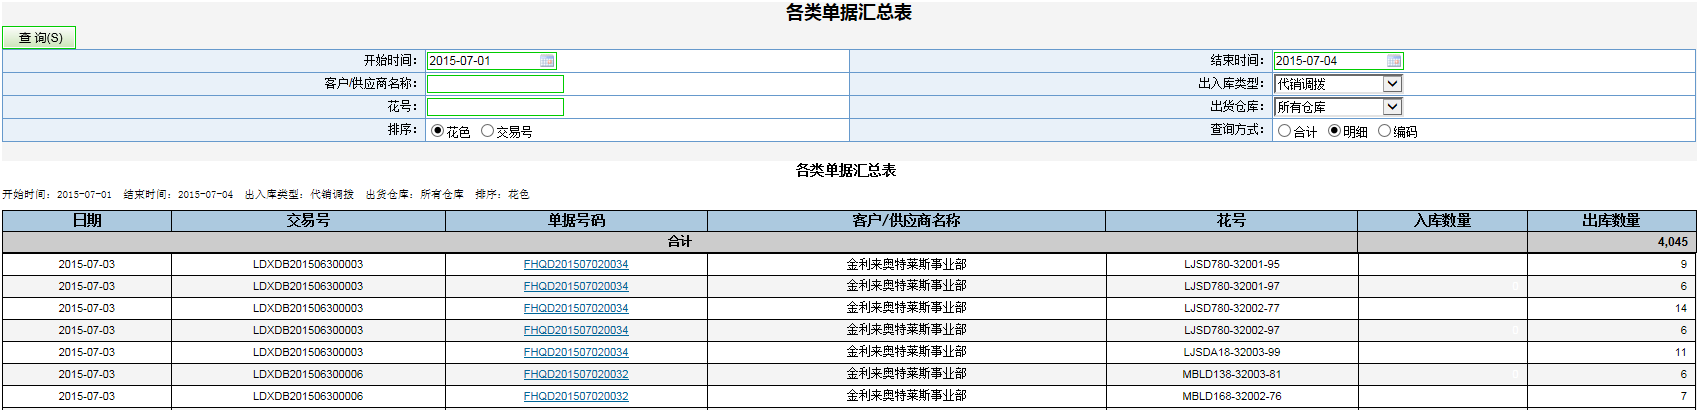 各类单据汇总表
查 询(S)
开始时间： 2015-07-01 结束时间： 2015-07-04
客户/供应商名称： 出入库类型： 代销调拨
花号： 出货仓库： 所有仓库
排序： 花色 交易号 查询方式： 合计 明细 编码
各类单据汇总表
开始时间：2015-07-01 结束时间：2015-07-04 出入库类型：代销调拨 出货仓库：所有仓库 排序：花色
日期 交易号 单据号码 客户/供应商名称 花号 入库数量 出库数量
合计 4,045
2015-07-03 LDXDB201506300003 FHQD201507020034 金利来奥特莱斯事业部 LJSD780-32001-95 9
2015-07-03 LDXDB201506300003 FHQD201507020034 金利来奥特莱斯事业部 LJSD780-32001-97 0 6
2015-07-03 LDXDB201506300003 FHQD201507020034 金利来奥特莱斯事业部 LJSD780-32002-77 14
2015-07-03 LDXDB201506300003 FHQD201507020034 金利来奥特莱斯事业部 LJSD780-32002-97 0 6
2015-07-03 LDXDB201506300003 FHQD201507020034 金利来奥特莱斯事业部 LJSDA18-32003-99 11
2015-07-03 LDXDB201506300006 FHQD201507020032 金利来奥特莱斯事业部 MBLD138-32003-81 0 6
2015-07-03 LDXDB201506300006 FHQD201507020032 金利来奥特莱斯事业部 MBLD168-32002-76 7